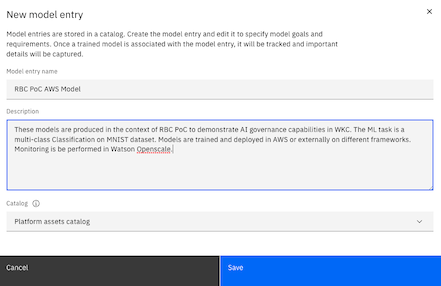 New model entry
Model entries are stored in a catalog. Create the model entry and edit it to specify model goals and
requirements. Once a trained model is associated with the model entry, it will be tracked and important
details will be captured.
Model entry name
RBC PoC AWS Model
Description
These models are produced in the context of RBC PoC to demonstrate AI governance capabilities in WKC. The ML task is a
multi-class Classification on MNIST dataset. Models are trained and deployed in AWS or externally on different frameworks.
Monitoring is be performed in Watson Openscale.
Catalog
Platform assets catalog
Cancel
Save